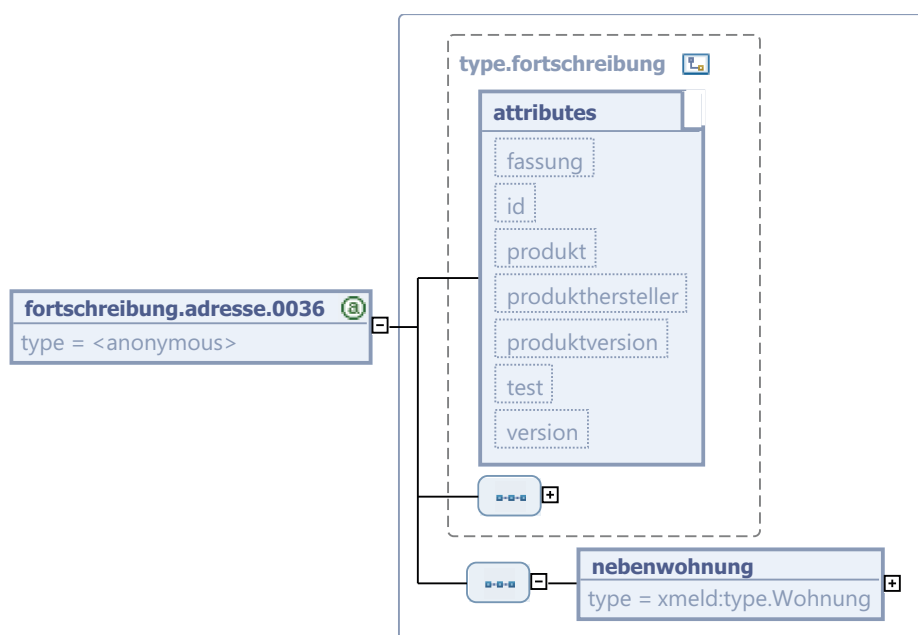 type.fortschreibung
attributes
fassung
id
produkt
produkthersteller
produktversion
test
version
fortschreibung.adresse.0036 a
type = <anonymous>
nebenwohnung
type = xmeld:type.Wohnung